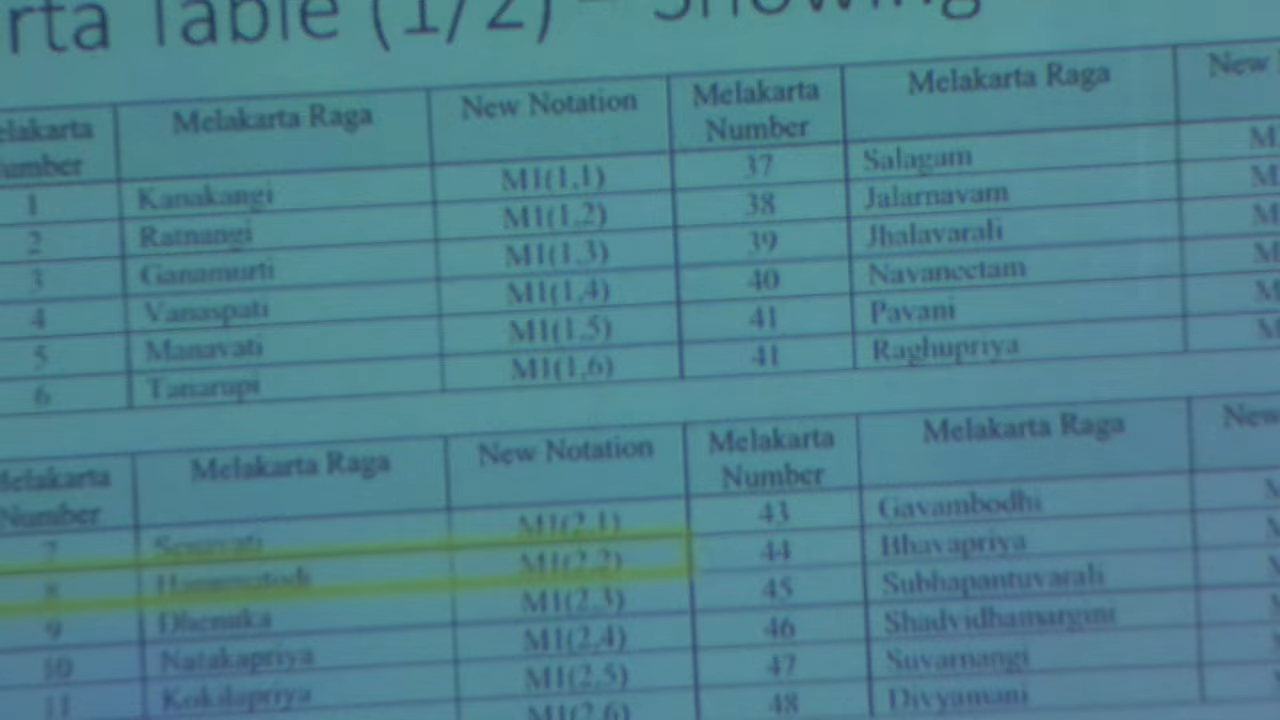 rta Table (1/2) – Showing
elakarta Number Melakarta Raga New Notation Melakarta Number Melakarta Raga New
1 Kanakangi M1(1,1) 37 Salagam M
2 Ratnangi M1(1,2) 38 Jalarnavam M
3 Ganamurti M1(1,3) 39 Jhalavarali M
4 Vanaspati M1(1,4) 40 Navaneetam M
5 Manavati M1(1,5) 41 Pavani M
6 Tanarupi M1(1,6) 41 Raghupriya M
Melakarta Number Melakarta Raga New Notation Melakarta Number Melakarta Raga New
7 Senavati M1(2,1) 43 Gavambodhi
8 Hanumatodi M1(2,2) 44 Bhavapriya
9 Dhenuka M1(2,3) 45 Subhapantuvarali
10 Natakapriya M1(2,4) 46 Shadvidhamargini
11 Kokilapriya M1(2,5) 47 Suvarnangi
M1(2,6) 48 Divyamani